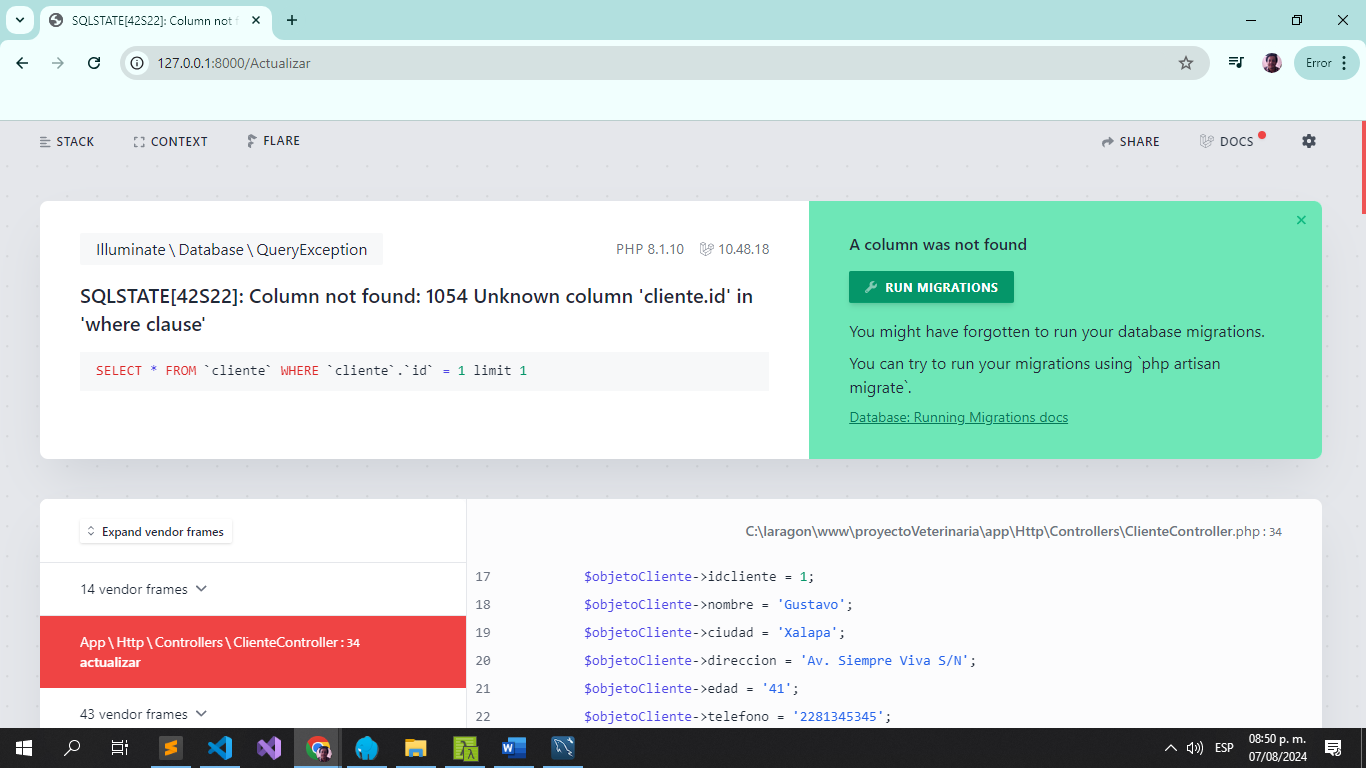 SQLSTATE[42S22]: Column not f
127.0.0.1:8000/Actualizar
Error
STACK
CONTEXT
FLARE
SHARE
DOCS
Illuminate \ Database \ QueryException
PHP 8.1.10
10.48.18
SQLSTATE[42S22]: Column not found: 1054 Unknown column 'cliente.id' in
'where clause'
SELECT * FROM `cliente` WHERE `cliente`.`id` = 1 limit 1
A column was not found
RUN MIGRATIONS
You might have forgotten to run your database migrations.
You can try to run your migrations using `php artisan
migrate`.
Database: Running Migrations docs
Expand vendor frames
14 vendor frames
App \ Http \ Controllers \ ClienteController : 34
actualizar
43 vendor frames
C:\laragon\www\proyectoVeterinaria\app\Http\Controllers\ClienteController.php : 34
17 $objetoCliente->idcliente = 1;
18 $objetoCliente->nombre = 'Gustavo';
19 $objetoCliente->ciudad = 'Xalapa';
20 $objetoCliente->direccion = 'Av. Siempre Viva S/N';
21 $objetoCliente->edad = '41';
22 $objetoCliente->telefono = '2281345345';
ESP
08:50 p. m.
07/08/2024